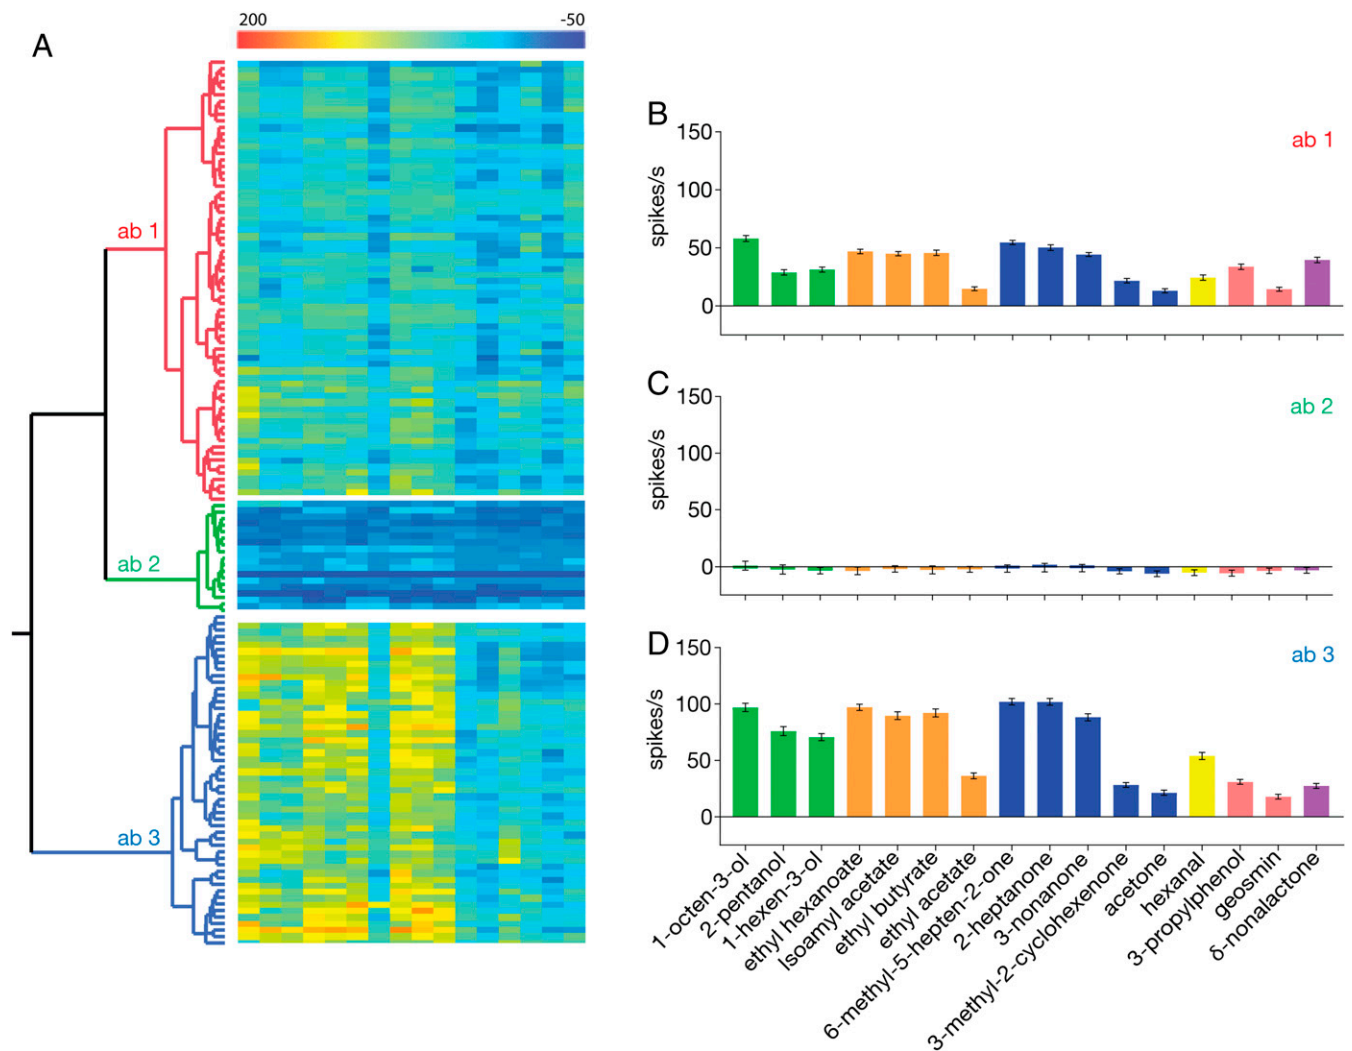 A
200
-50
ab 1
ab 2
ab 3
B
ab 1
spikes/s
150
100
50
0
C
ab 2
spikes/s
150
100
50
0
D
ab 3
spikes/s
150
100
50
0
1-octen-3-ol
2-pentanol
1-hexen-3-ol
ethyl hexanoate
Isoamyl acetate
ethyl butyrate
ethyl acetate
6-methyl-5-hepten-2-one
2-heptanone
3-nonanone
3-methyl-2-cyclohexenone
acetone
hexanal
3-propylphenol
geosmin
δ-nonalactone